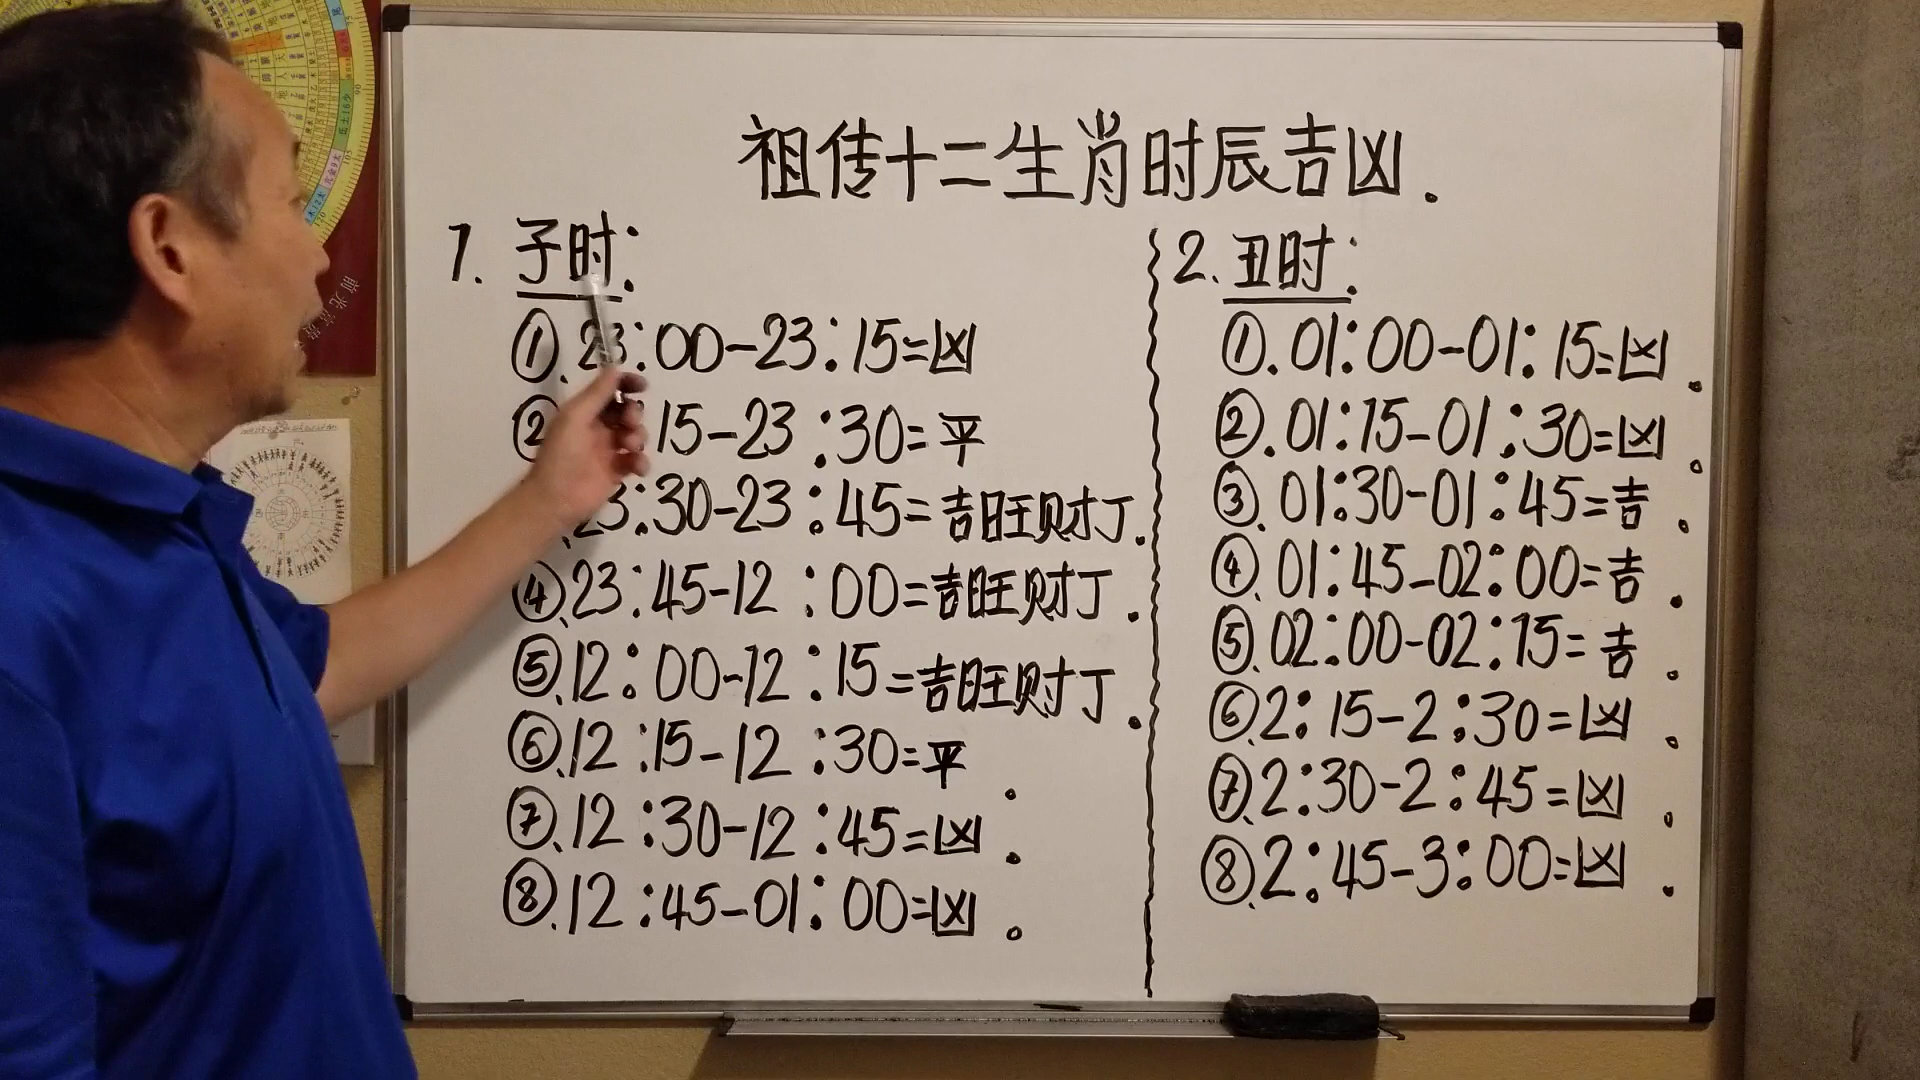 祖传十二生肖时辰吉凶.
1. 子时:
①. 23:00-23:15=凶
② :15-23:30=平
23:30-23:45=吉旺财丁.
④ 23:45-12:00=吉旺财丁.
⑤ 12:00-12:15=吉旺财丁.
⑥ 12:15-12:30=平.
⑦ 12:30-12:45=凶.
⑧ 12:45-01:00=凶.
2. 丑时:
①. 01:00-01:15=凶.
②. 01:15-01:30=凶.
③. 01:30-01:45=吉.
④. 01:45-02:00=吉.
⑤. 02:00-02:15=吉.
⑥. 2:15-2:30=凶.
⑦. 2:30-2:45=凶.
⑧. 2:45-3:00=凶.